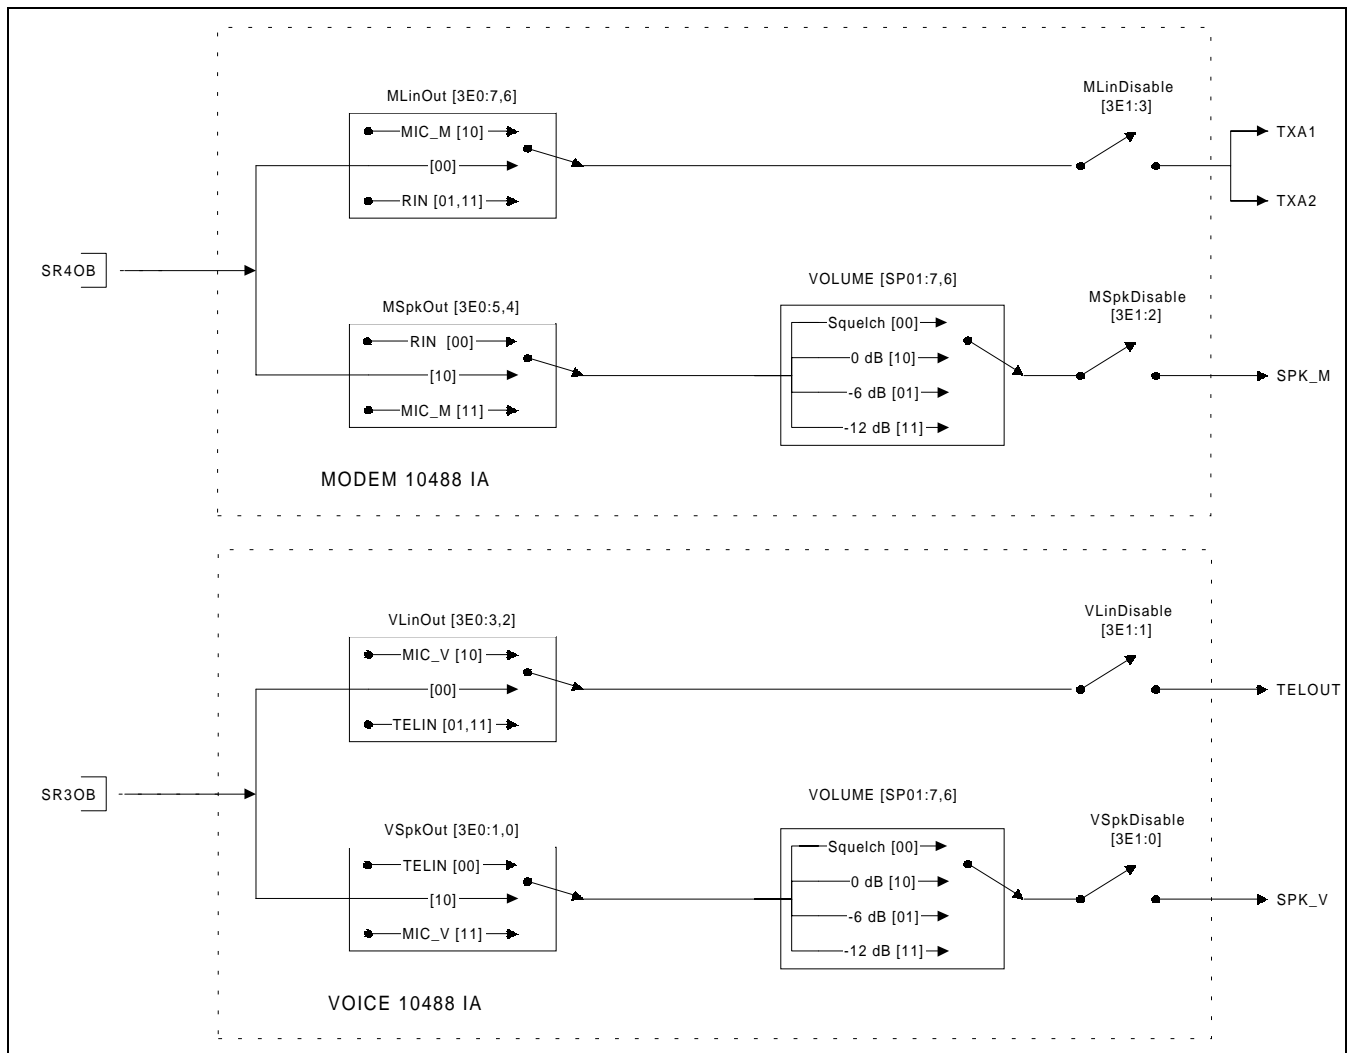 MLinOut [3E0:7,6]
MIC_M [10]
[00]
RIN [01,11]
MLinDisable
[3E1:3]
TXA1
TXA2
SR4OB
MSpkOut [3E0:5,4]
RIN [00]
[10]
MIC_M [11]
VOLUME [SP01:7,6]
Squelch [00]
0 dB [10]
-6 dB [01]
-12 dB [11]
MSpkDisable
[3E1:2]
SPK_M
MODEM 10488 IA
VLinOut [3E0:3,2]
MIC_V [10]
[00]
TELIN [01,11]
VLinDisable
[3E1:1]
TELOUT
SR3OB
VSpkOut [3E0:1,0]
TELIN [00]
[10]
MIC_V [11]
VOLUME [SP01:7,6]
Squelch [00]
0 dB [10]
-6 dB [01]
-12 dB [11]
VSpkDisable
[3E1:0]
SPK_V
VOICE 10488 IA